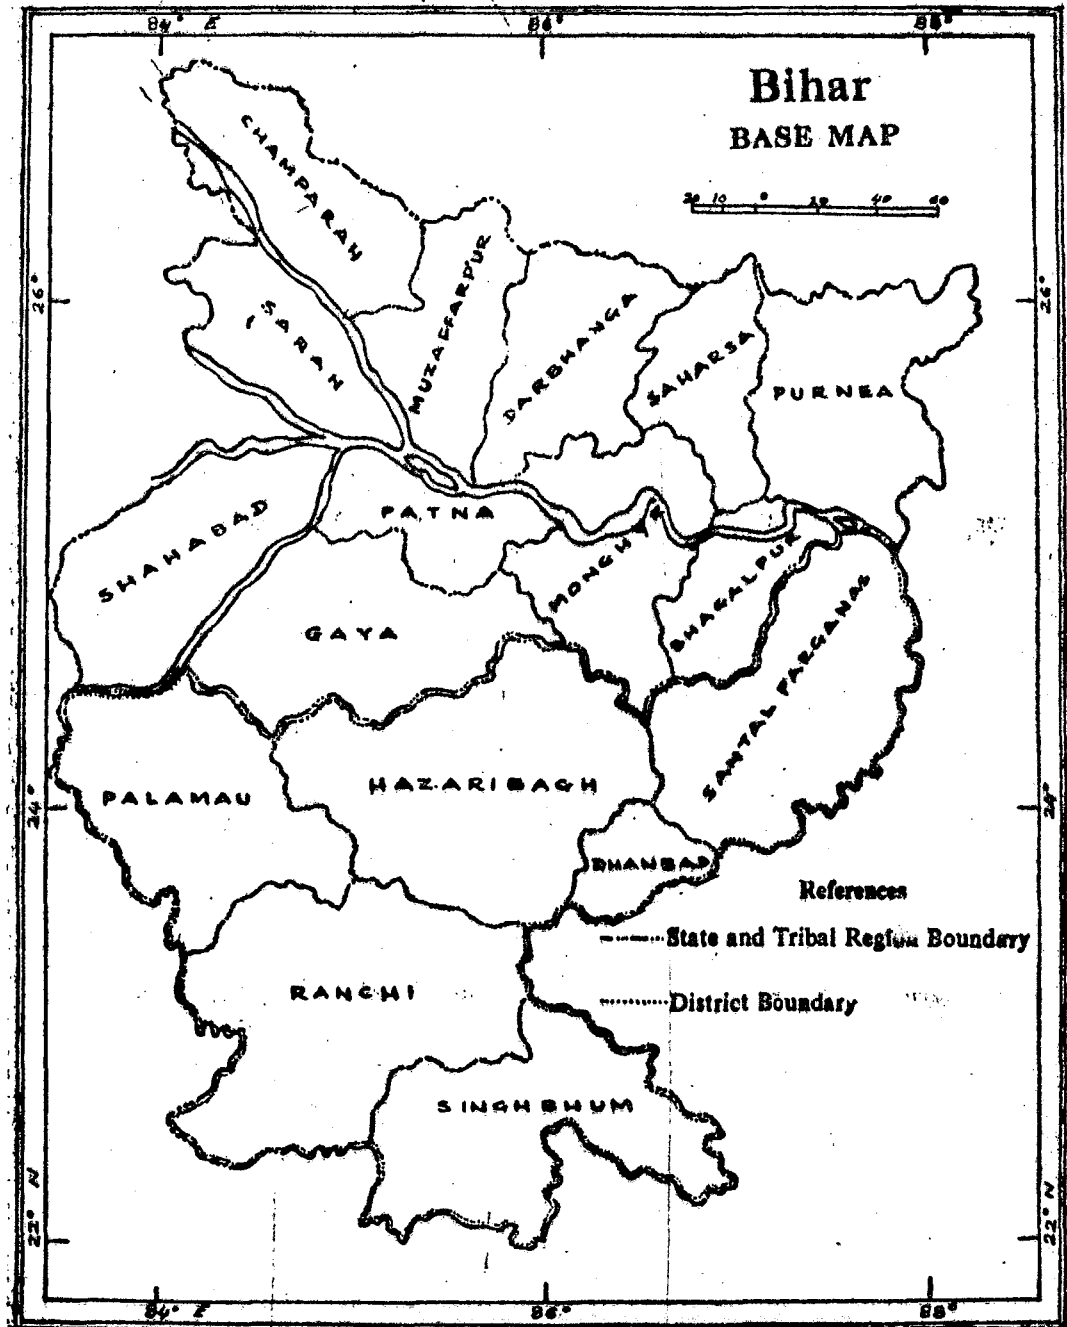 84° E
86°
88°
Bihar
BASE MAP
20 10 0 20 40 60
CHAMPARAN
SARAN
MUZAFFARPUR
DARBHANGA
SAHARSA
PURNEA
26°
26°
SHAHABAD
PATNA
MONGHYR
BHAGALPUR
SANTAL PARGANAS
GAYA
PALAMAU
HAZARIBAGH
DHANBAD
24°
24°
References
State and Tribal Region Boundary
District Boundary
RANCHI
SINGHBHUM
22° N
22° N
84° E
86°
88°